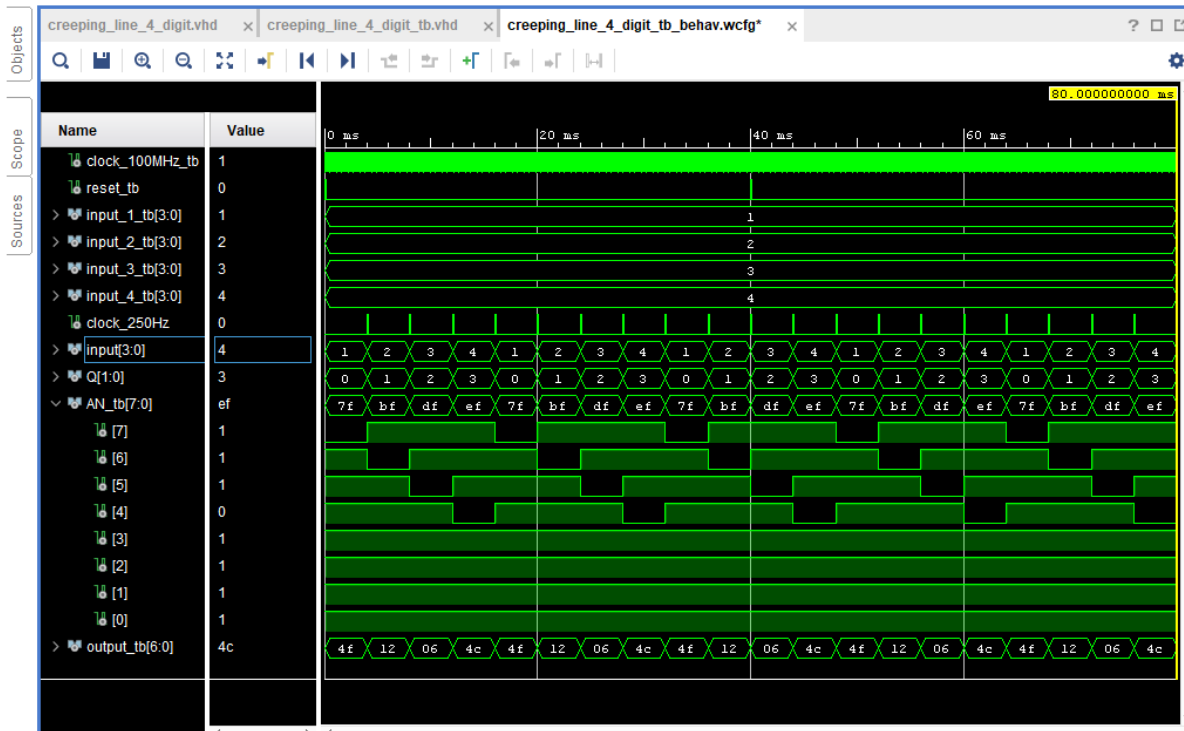 Objects
Scope
Sources
creeping_line_4_digit.vhd × creeping_line_4_digit_tb.vhd × creeping_line_4_digit_tb_behav.wcfg* ×
?
80.000000000 ms
Name Value
0 ms 20 ms 40 ms 60 ms
clock_100MHz_tb 1
reset_tb 0
input_1_tb[3:0] 1 1
input_2_tb[3:0] 2 2
input_3_tb[3:0] 3 3
input_4_tb[3:0] 4 4
clock_250Hz 0
input[3:0] 4 1 2 3 4 1 2 3 4 1 2 3 4 1 2 3 4 1 2 3 4
Q[1:0] 3 0 1 2 3 0 1 2 3 0 1 2 3 0 1 2 3 0 1 2 3
AN_tb[7:0] ef 7f bf df ef 7f bf df ef 7f bf df ef 7f bf df ef 7f bf df ef
[7] 1
[6] 1
[5] 1
[4] 0
[3] 1
[2] 1
[1] 1
[0] 1
output_tb[6:0] 4c 4f 12 06 4c 4f 12 06 4c 4f 12 06 4c 4f 12 06 4c 4f 12 06 4c